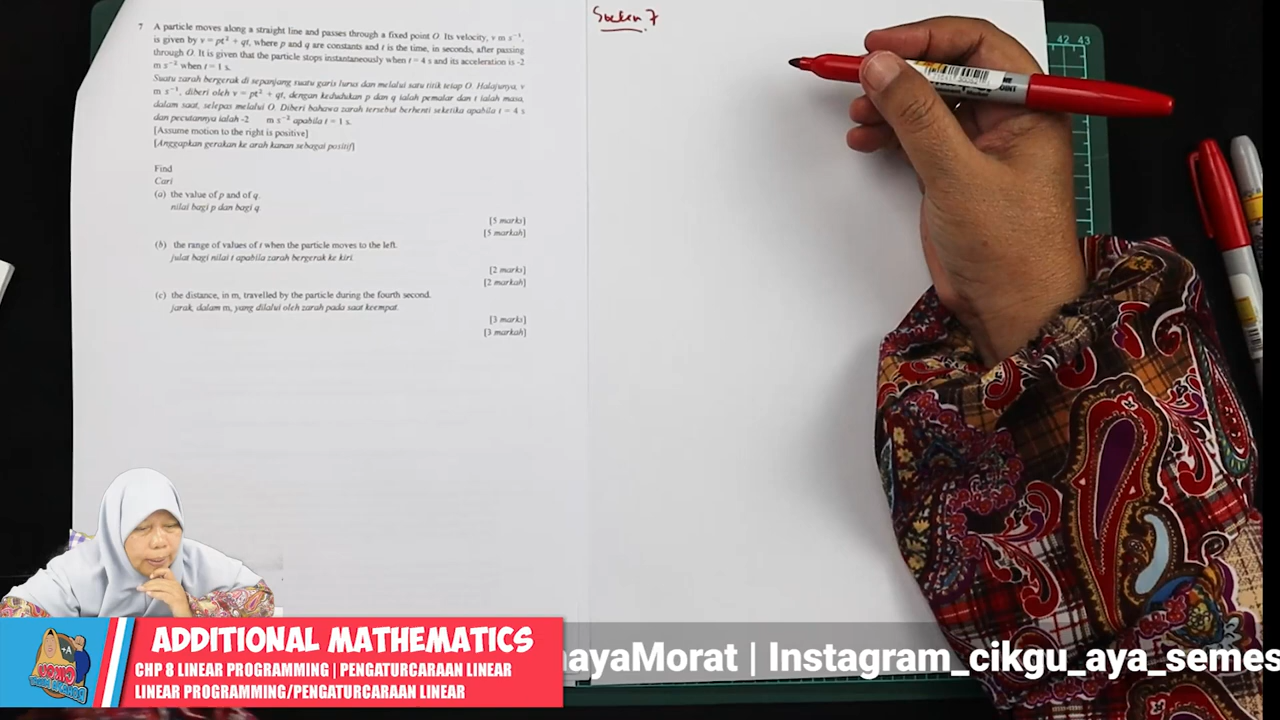 7 A particle moves along a straight line and passes through a fixed point O. Its velocity, v m s⁻¹,
is given by v = pt² + qt, where p and q are constants and t is the time, in seconds, after passing
through O. It is given that the particle stops instantaneously when t = 4 s and its acceleration is -2
m s⁻² when t = 1 s.
Suatu zarah bergerak di sepanjang suatu garis lurus dan melalui satu titik tetap O. Halajunya, v
m s⁻¹, diberi oleh v = pt² + qt, dengan kedudukan p dan q ialah pemalar dan t ialah masa,
dalam saat, selepas melalui O. Diberi bahawa zarah tersebut berhenti seketika apabila t = 4 s
dan pecutannya ialah -2 m s⁻² apabila t = 1 s.
[Assume motion to the right is positive]
[Anggapkan gerakan ke arah kanan sebagai positif]
Find
Cari
(a) the value of p and of q.
nilai bagi p dan bagi q
[5 marks]
[5 markah]
(b) the range of values of t when the particle moves to the left.
julat bagi nilai t apabila zarah bergerak ke kiri.
[2 marks]
[2 markah]
(c) the distance, in m, travelled by the particle during the fourth second.
jarak, dalam m, yang dilalui oleh zarah pada saat keempat.
[3 marks]
[3 markah]
7
42 43
ADDITIONAL MATHEMATICS
CHP 8 LINEAR PROGRAMMING | PENGATURCARAAN LINEAR
LINEAR PROGRAMMING/PENGATURCARAAN LINEAR
ayaMorat | Instagram_cikgu_aya_semes